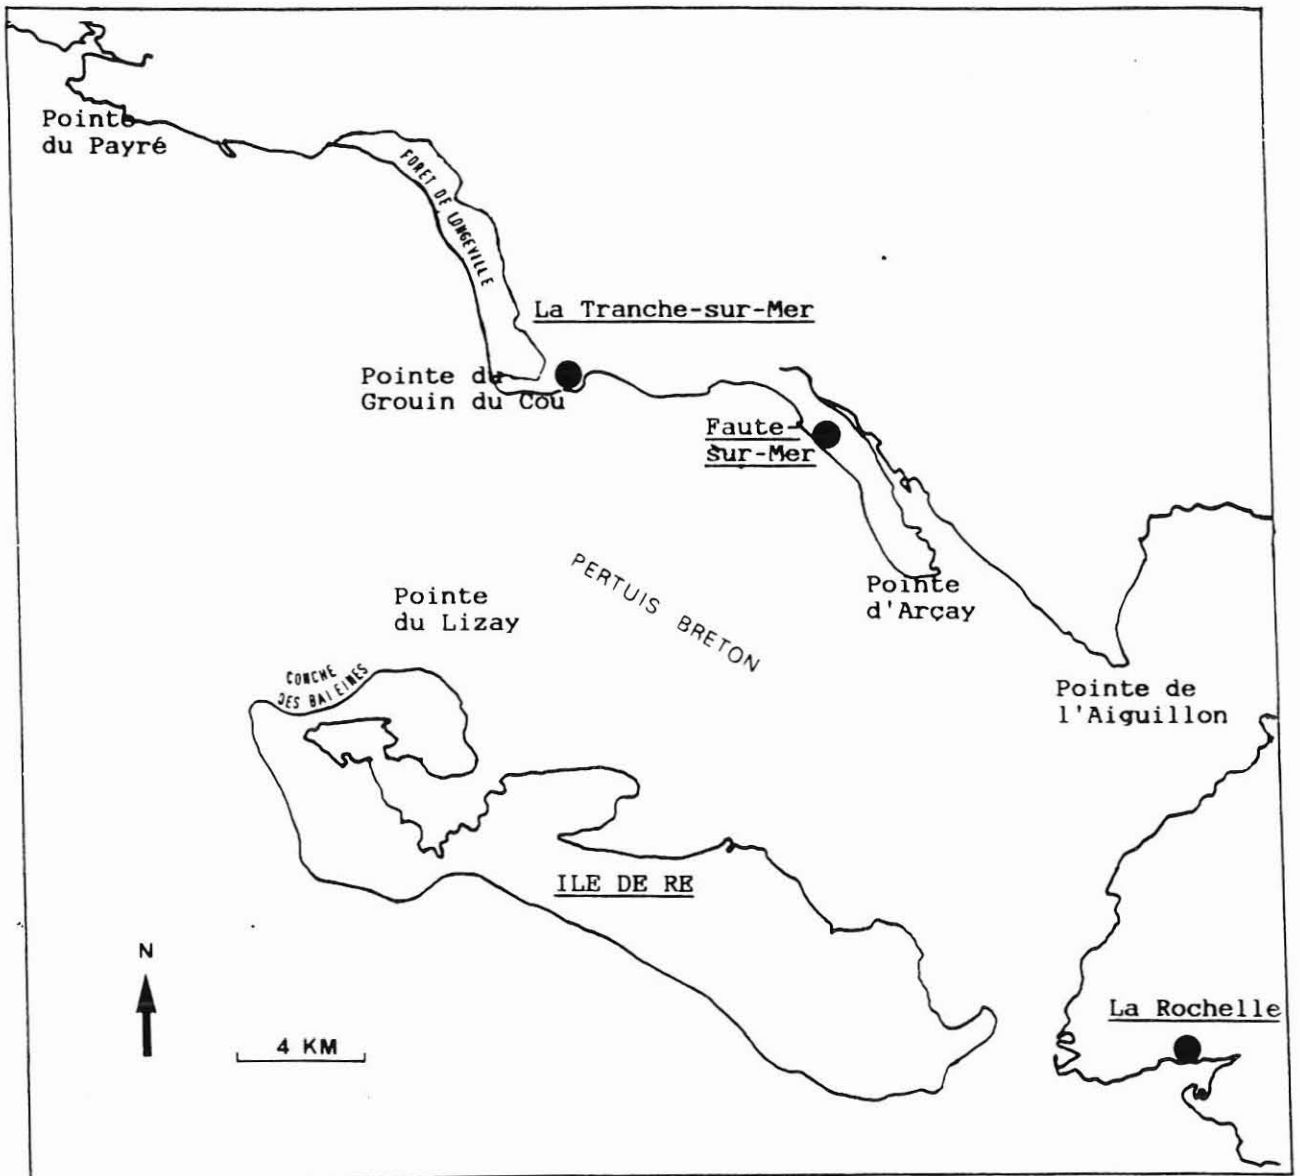 Pointe
du Payré
FORET DE LONGEVILLE
La Tranche-sur-Mer
Pointe du
Grouin du Cou
Faute-
sur-Mer
PERTUIS BRETON
Pointe
d'Arçay
Pointe
du Lizay
CONCHE
DES BALEINES
Pointe de
l'Aiguillon
ILE DE RE
N
4 KM
La Rochelle